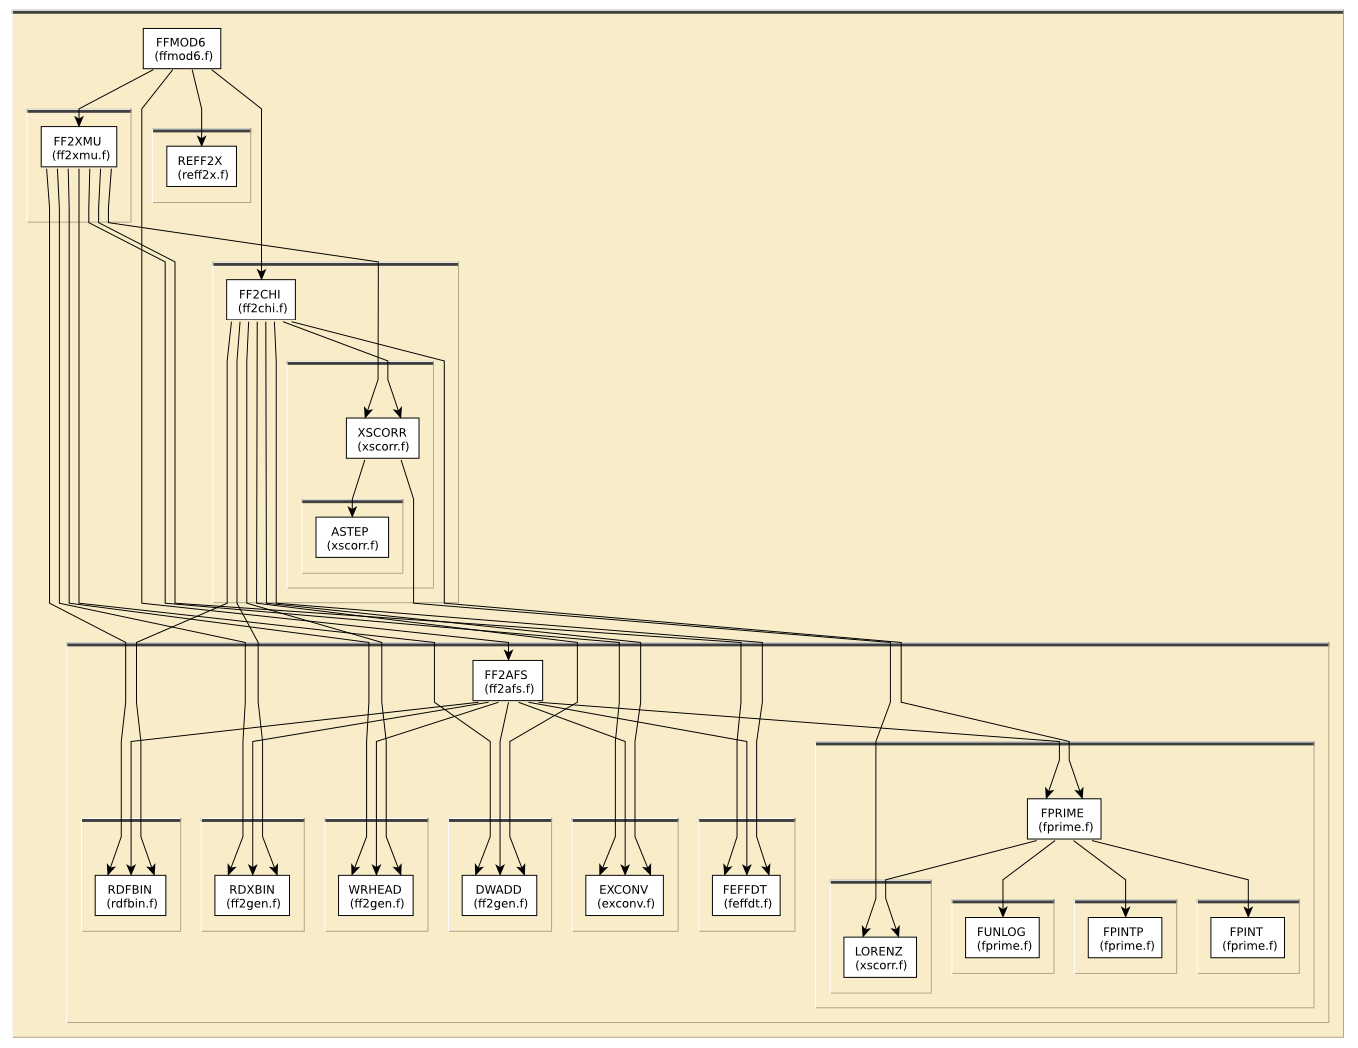 FFMOD6
(ffmod6.f)
FF2XMU
(ff2xmu.f)
REFF2X
(reff2x.f)
FF2CHI
(ff2chi.f)
XSCORR
(xscorr.f)
ASTEP
(xscorr.f)
FF2AFS
(ff2afs.f)
FPRIME
(fprime.f)
RDFBIN
(rdfbin.f)
RDXBIN
(ff2gen.f)
WRHEAD
(ff2gen.f)
DWADD
(ff2gen.f)
EXCONV
(exconv.f)
FEFFDT
(feffdt.f)
LORENZ
(xscorr.f)
FUNLOG
(fprime.f)
FPINTP
(fprime.f)
FPINT
(fprime.f)